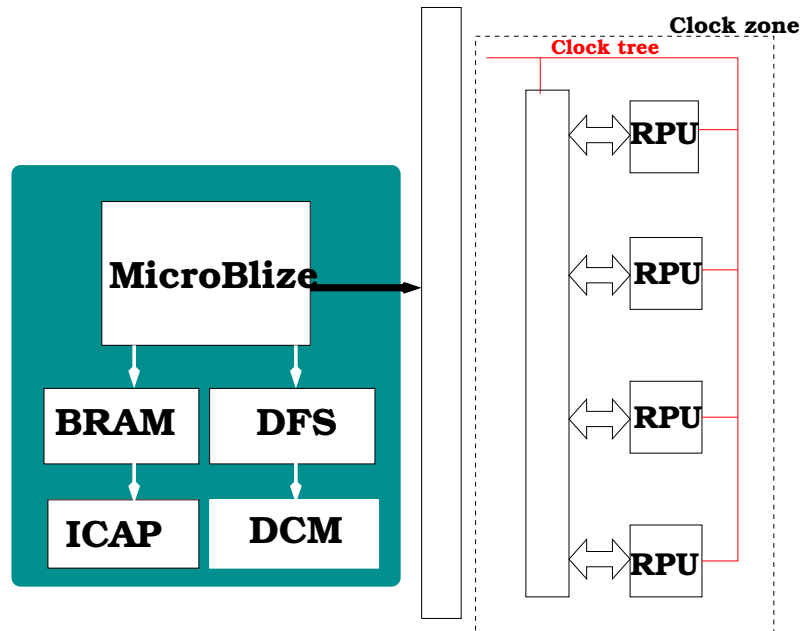 Clock zone
Clock tree
RPU
MicroBlize
RPU
BRAM
DFS
RPU
ICAP
DCM
RPU